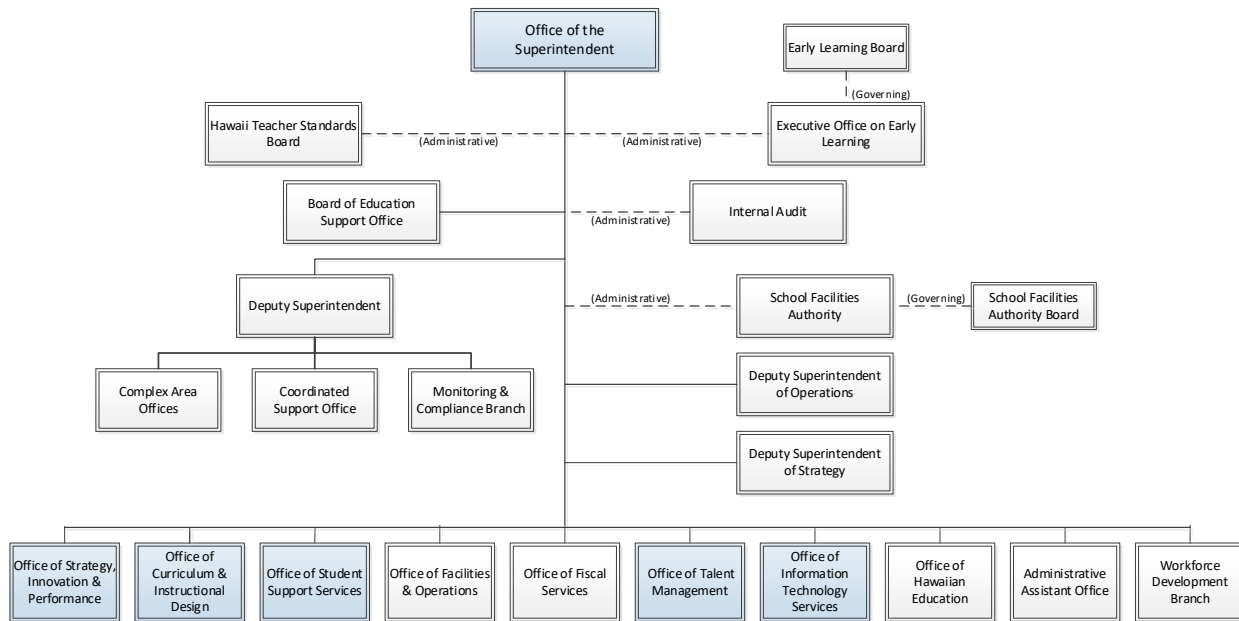 Office of the
Superintendent
Early Learning Board
(Governing)
Hawaii Teacher Standards
Board
(Administrative)
(Administrative)
Executive Office on Early
Learning
Board of Education
Support Office
(Administrative)
Internal Audit
Deputy Superintendent
(Administrative)
School Facilities
Authority
(Governing)
School Facilities
Authority Board
Complex Area
Offices
Coordinated
Support Office
Monitoring &
Compliance Branch
Deputy Superintendent
of Operations
Deputy Superintendent
of Strategy
Office of Strategy,
Innovation &
Performance
Office of
Curriculum &
Instructional
Design
Office of Student
Support Services
Office of Facilities
& Operations
Office of Fiscal
Services
Office of Talent
Management
Office of
Information
Technology
Services
Office of
Hawaiian
Education
Administrative
Assistant Office
Workforce
Development
Branch